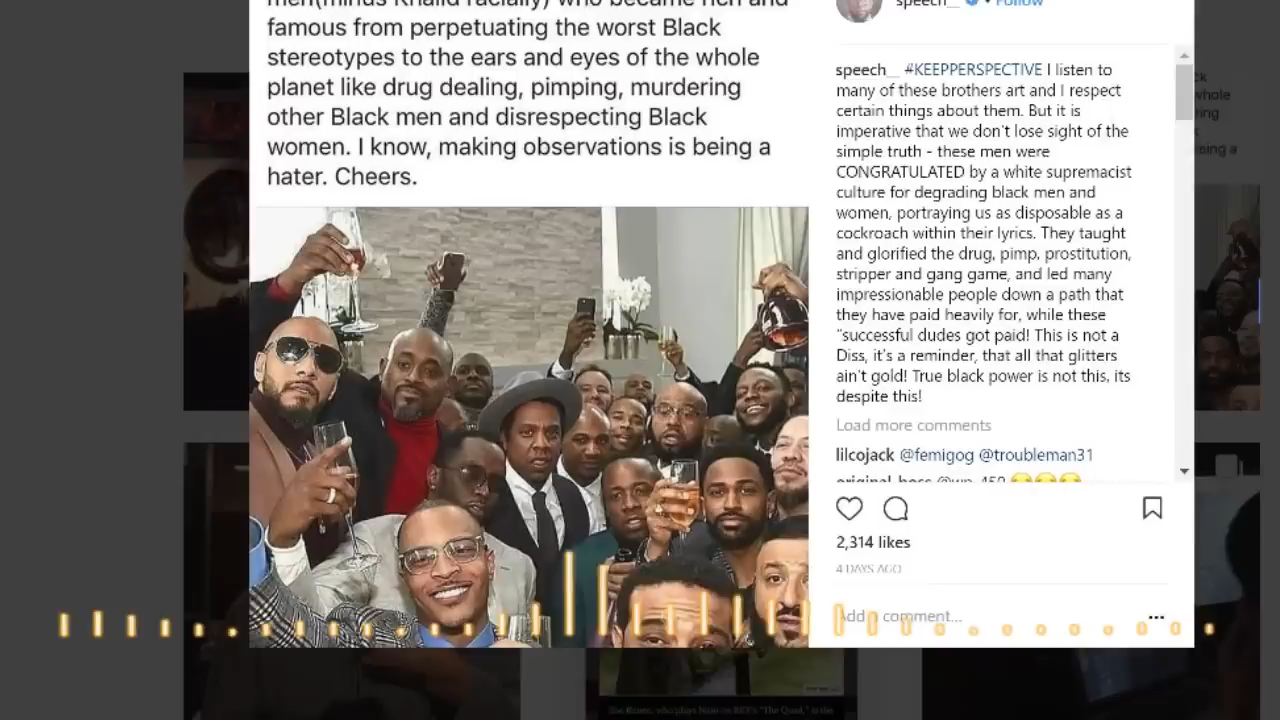 men(minus Khalid racially) who became rich and
famous from perpetuating the worst Black
stereotypes to the ears and eyes of the whole
planet like drug dealing, pimping, murdering
other Black men and disrespecting Black
women. I know, making observations is being a
hater. Cheers.
speech__ • Follow
speech__ #KEEPPERSPECTIVE I listen to
many of these brothers art and I respect
certain things about them. But it is
imperative that we don't lose sight of the
simple truth - these men were
CONGRATULATED by a white supremacist
culture for degrading black men and
women, portraying us as disposable as a
cockroach within their lyrics. They taught
and glorified the drug, pimp, prostitution,
stripper and gang game, and led many
impressionable people down a path that
they have paid heavily for, while these
"successful dudes got paid! This is not a
Diss, it's a reminder, that all that glitters
ain't gold! True black power is not this, its
despite this!
Load more comments
lilcojack @femigog @troubleman31
2,314 likes
4 DAYS AGO
Add a comment...